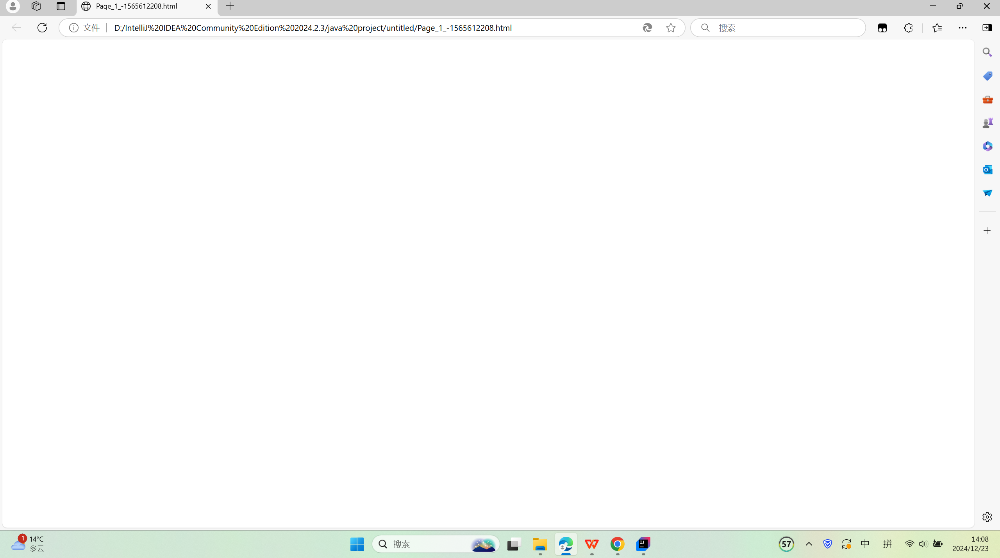 Page_1_-1565612208.html
文件
D:/IntelliJ%20IDEA%20Community%20Edition%202024.2.3/java%20project/untitled/Page_1_-1565612208.html
搜索
1
14°C
多云
搜索
57
中
拼
14:08
2024/12/23